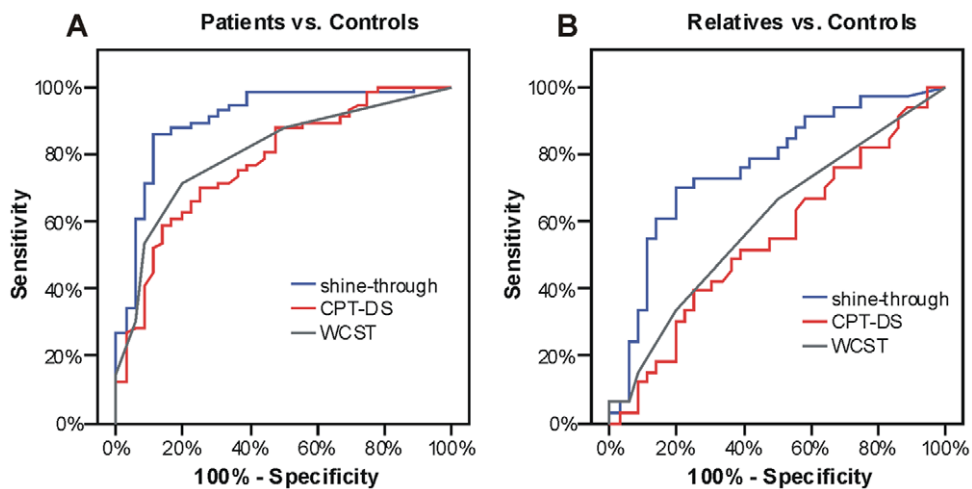 A
Patients vs. Controls
Sensitivity
100%
80%
60%
40%
20%
0%
shine-through
CPT-DS
WCST
0% 20% 40% 60% 80% 100%
100% - Specificity
B
Relatives vs. Controls
Sensitivity
100%
80%
60%
40%
20%
0%
shine-through
CPT-DS
WCST
0% 20% 40% 60% 80% 100%
100% - Specificity